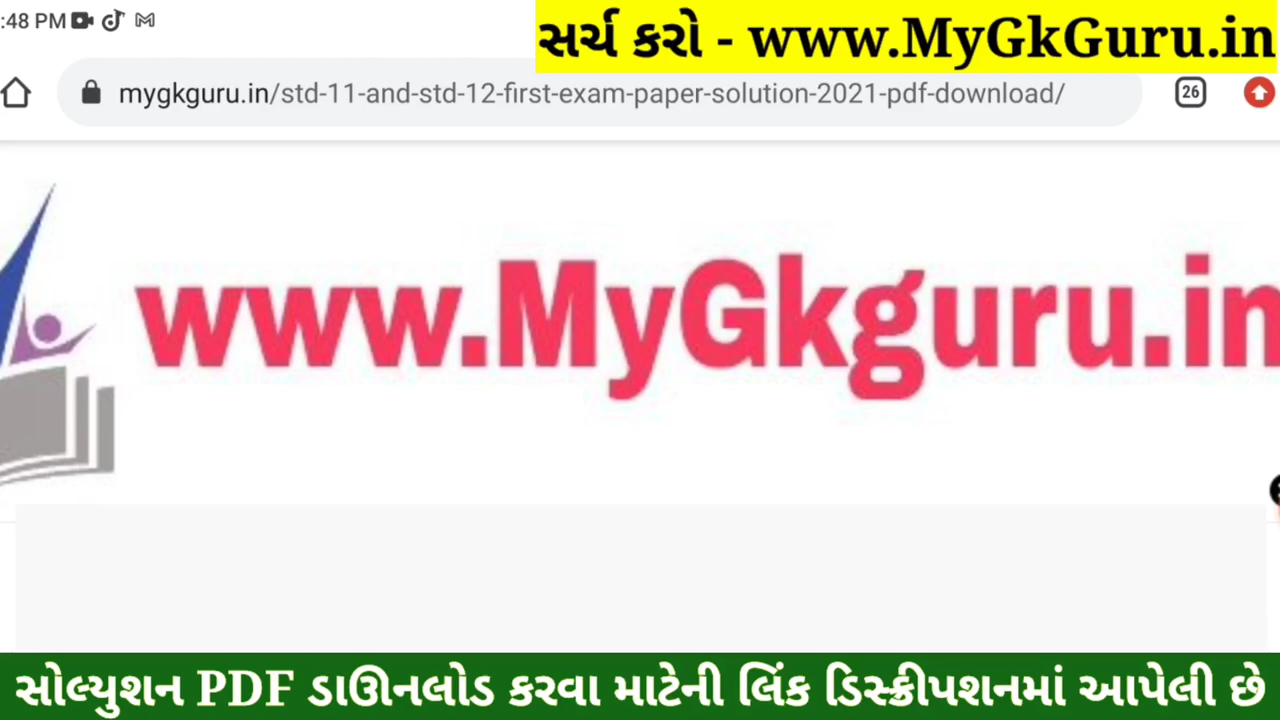 :48 PM
સર્ચ કરો - www.MyGkGuru.in
mygkguru.in/std-11-and-std-12-first-exam-paper-solution-2021-pdf-download/
26
www.MyGkguru.in
સોલ્યુશન PDF ડાઊનલોડ કરવા માટેની લિંક ડિસ્ક્રીપશનમાં આપેલી છે